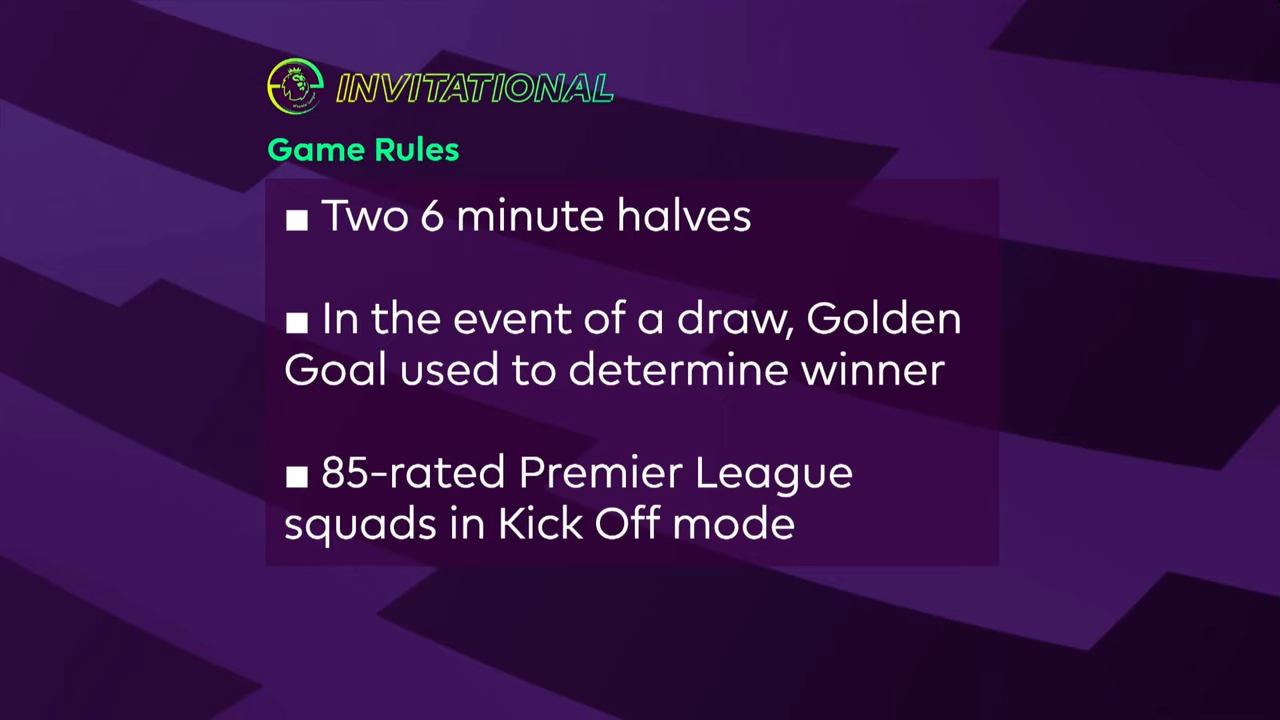 INVITATIONAL
Game Rules
■ Two 6 minute halves
■ In the event of a draw, Golden
Goal used to determine winner
■ 85-rated Premier League
squads in Kick Off mode